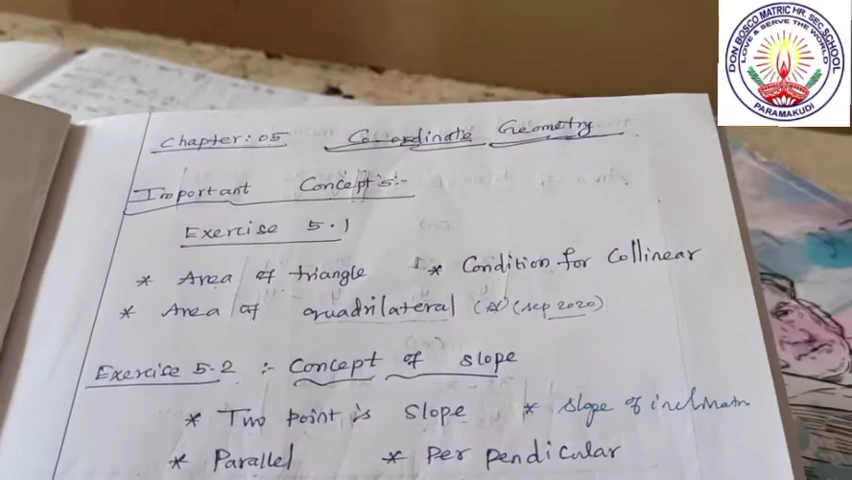 DON BOSCO MATRIC HR. SEC. SCHOOL
LOVE & SERVE THE WORLD
PARAMAKUDI
Chapter: 05 Co-ordinate Geometry
Important Concepts:-
Exercise 5.1
* Area of triangle * Condition for Collinear
* Area of quadrilateral (sep 2020)
Exercise 5.2 :- Concept of slope
* Two point is slope * slope of
* Parallel * Perpendicular